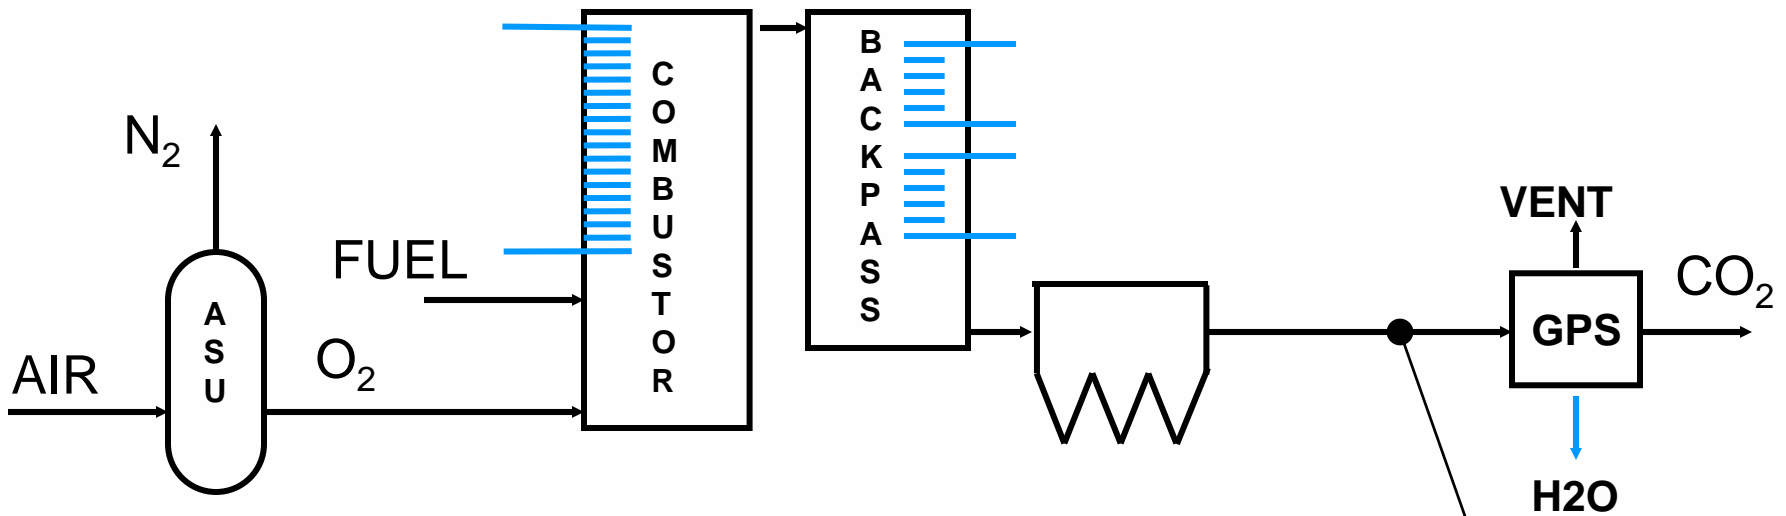 N₂
AIR
ASU
FUEL
O₂
COMBUSTOR
BACKPASS
VENT
GPS
CO₂
H2O